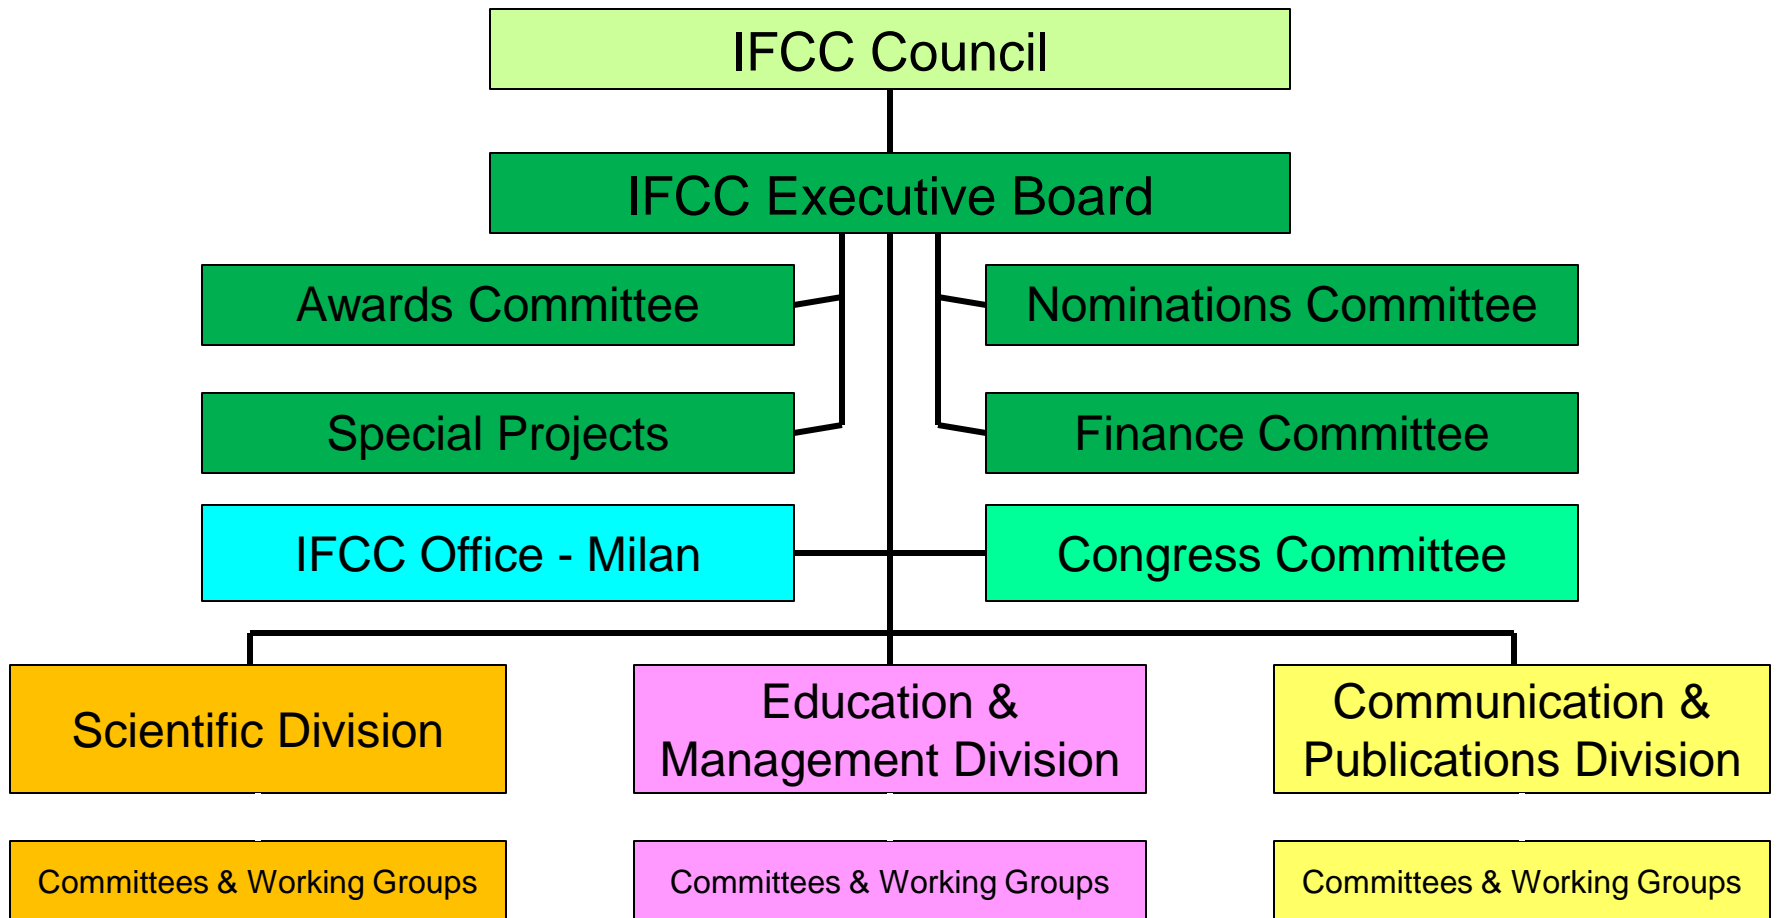 IFCC Council
IFCC Executive Board
Awards Committee
Nominations Committee
Special Projects
Finance Committee
IFCC Office - Milan
Congress Committee
Scientific Division
Education &
Management Division
Communication &
Publications Division
Committees & Working Groups
Committees & Working Groups
Committees & Working Groups